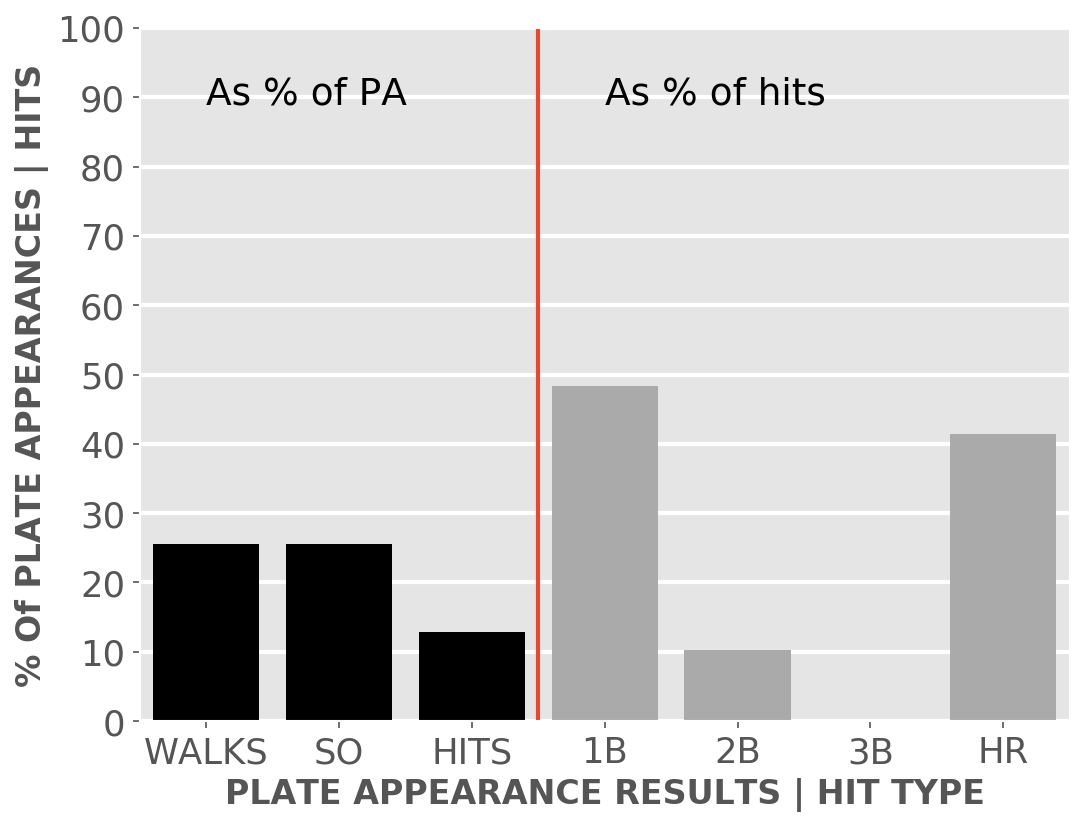 100
90
80
70
60
50
40
30
20
10
0
% Of PLATE APPEARANCES | HITS
As % of PA
As % of hits
WALKS SO HITS 1B 2B 3B HR
PLATE APPEARANCE RESULTS | HIT TYPE